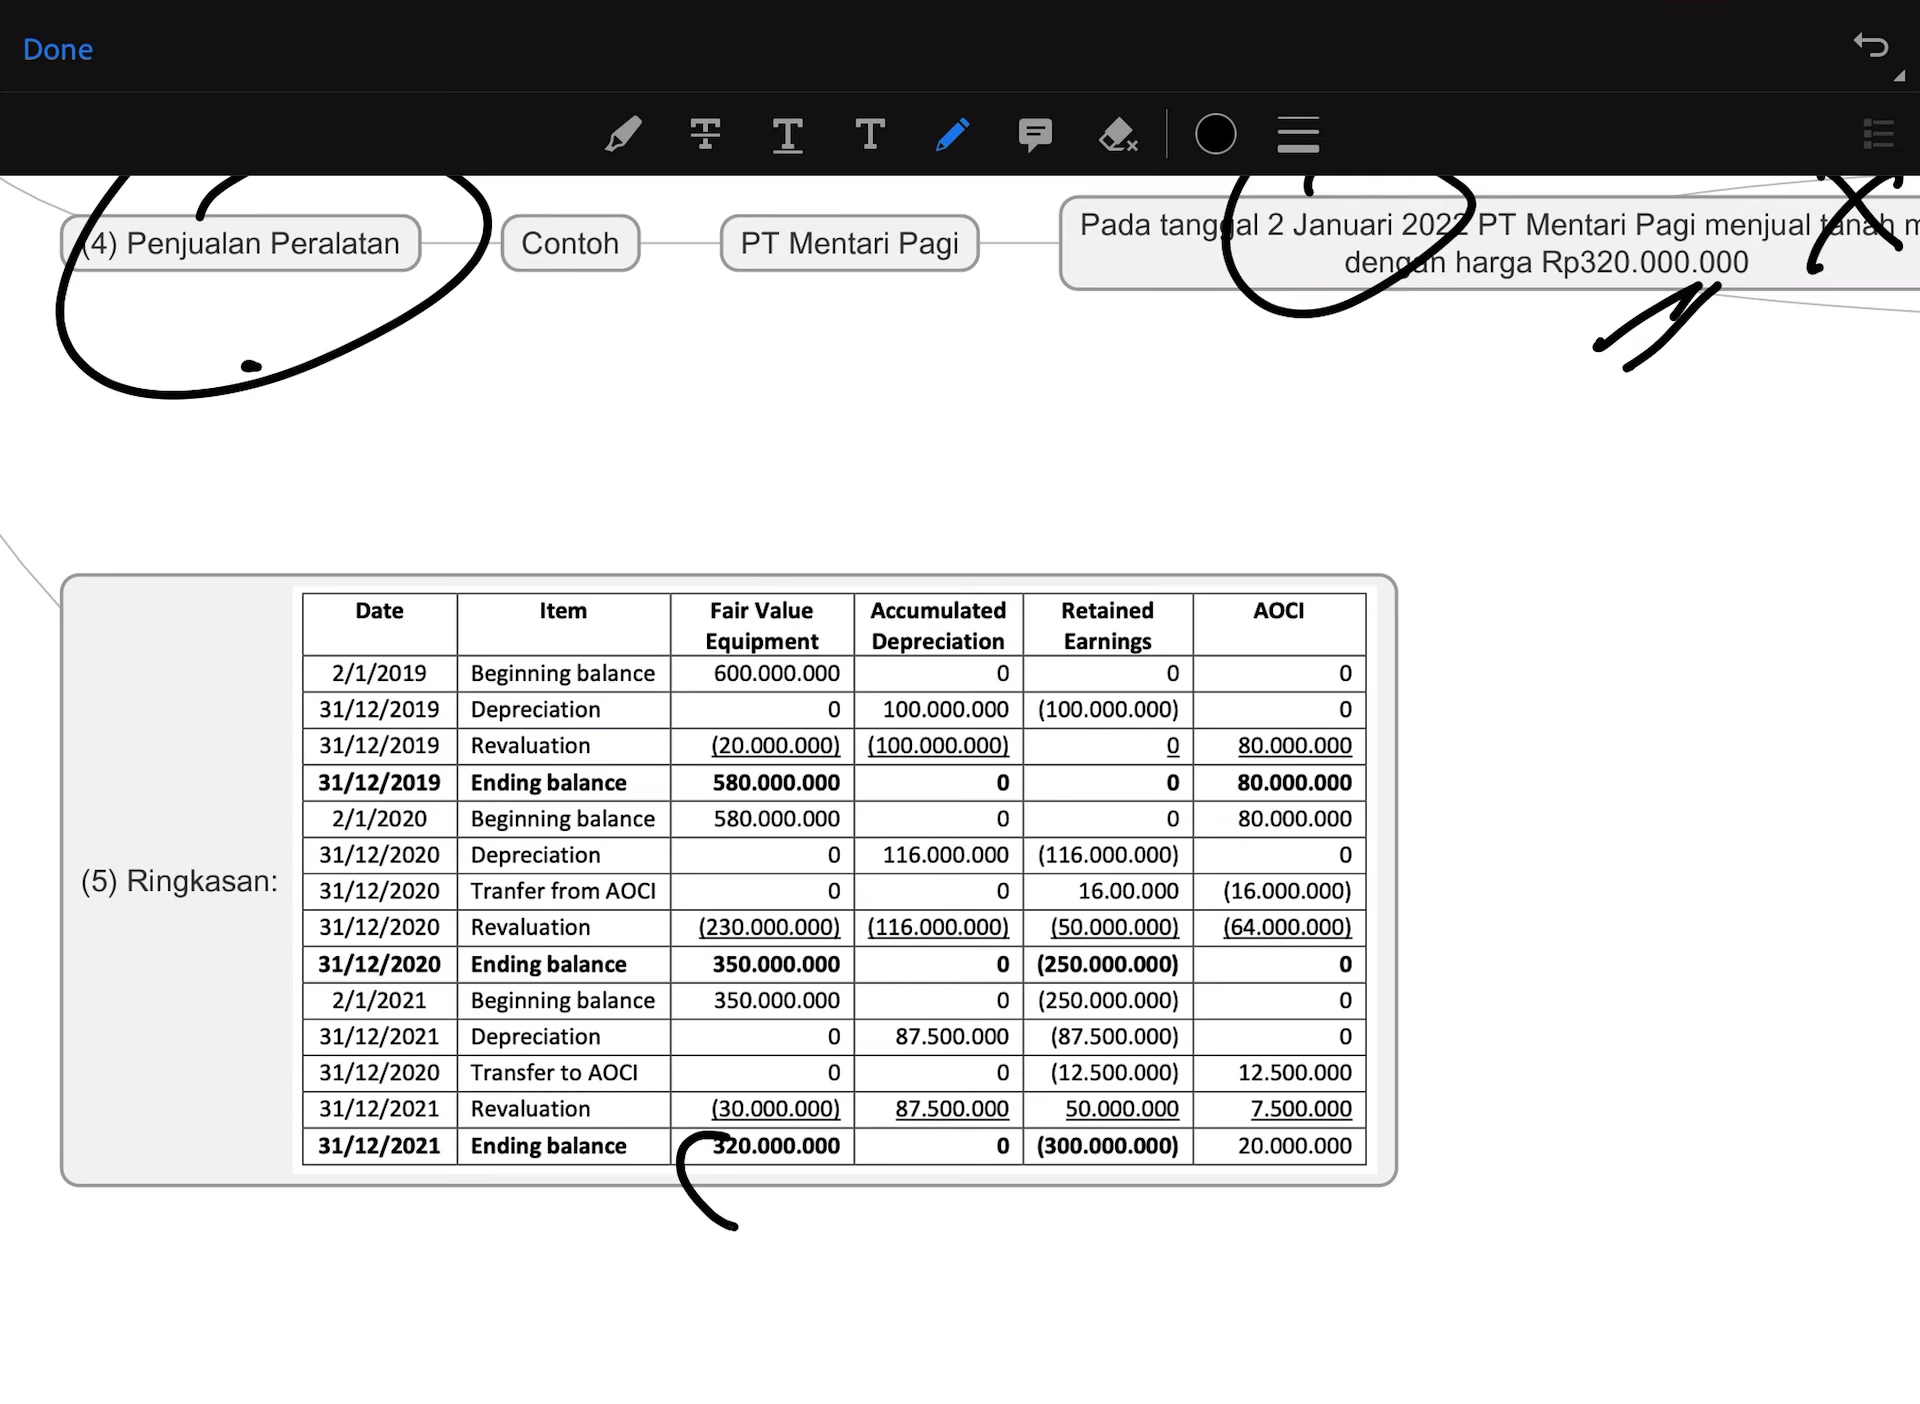 Done
(4) Penjualan Peralatan
Contoh
PT Mentari Pagi
Pada tanggal 2 Januari 2022 PT Mentari Pagi menjual tanah m
dengan harga Rp320.000.000
(5) Ringkasan:
Date Item Fair Value Equipment Accumulated Depreciation Retained Earnings AOCI
2/1/2019 Beginning balance 600.000.000 0 0 0
31/12/2019 Depreciation 0 100.000.000 (100.000.000) 0
31/12/2019 Revaluation (20.000.000) (100.000.000) 0 80.000.000
31/12/2019 Ending balance 580.000.000 0 0 80.000.000
2/1/2020 Beginning balance 580.000.000 0 0 80.000.000
31/12/2020 Depreciation 0 116.000.000 (116.000.000) 0
31/12/2020 Tranfer from AOCI 0 0 16.00.000 (16.000.000)
31/12/2020 Revaluation (230.000.000) (116.000.000) (50.000.000) (64.000.000)
31/12/2020 Ending balance 350.000.000 0 (250.000.000) 0
2/1/2021 Beginning balance 350.000.000 0 (250.000.000) 0
31/12/2021 Depreciation 0 87.500.000 (87.500.000) 0
31/12/2020 Transfer to AOCI 0 0 (12.500.000) 12.500.000
31/12/2021 Revaluation (30.000.000) 87.500.000 50.000.000 7.500.000
31/12/2021 Ending balance 320.000.000 0 (300.000.000) 20.000.000